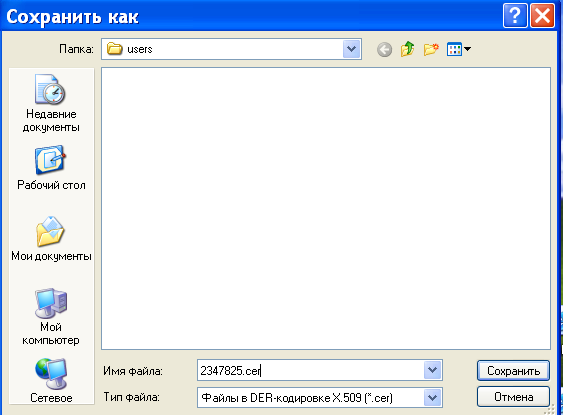 Сохранить как
Папка: users
Недавние
документы
Рабочий стол
Мои документы
Мой
компьютер
Сетевое
Имя файла: 2347825.cer Сохранить
Тип файла: Файлы в DER-кодировке X.509 (*.cer) Отмена